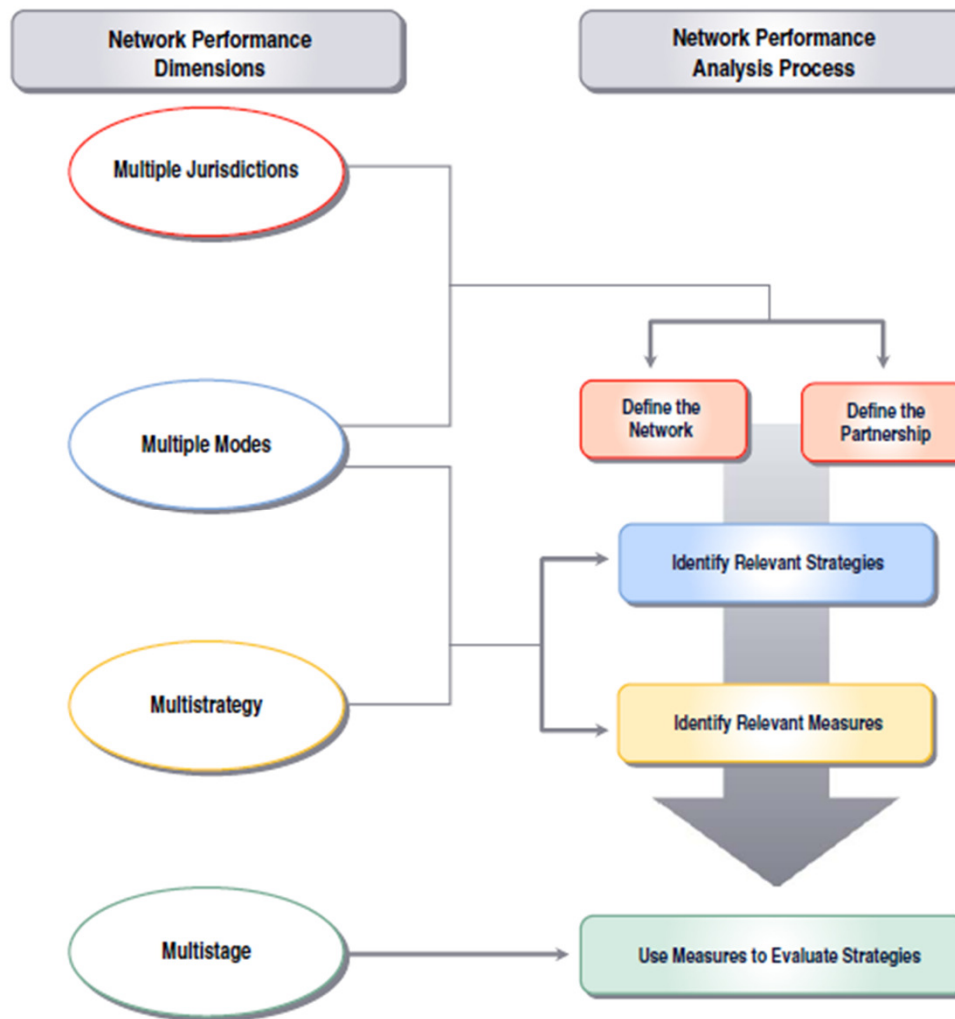 Network Performance
Dimensions
Network Performance
Analysis Process
Multiple Jurisdictions
Multiple Modes
Define the
Network
Define the
Partnership
Identify Relevant Strategies
Multistrategy
Identify Relevant Measures
Multistage
Use Measures to Evaluate Strategies